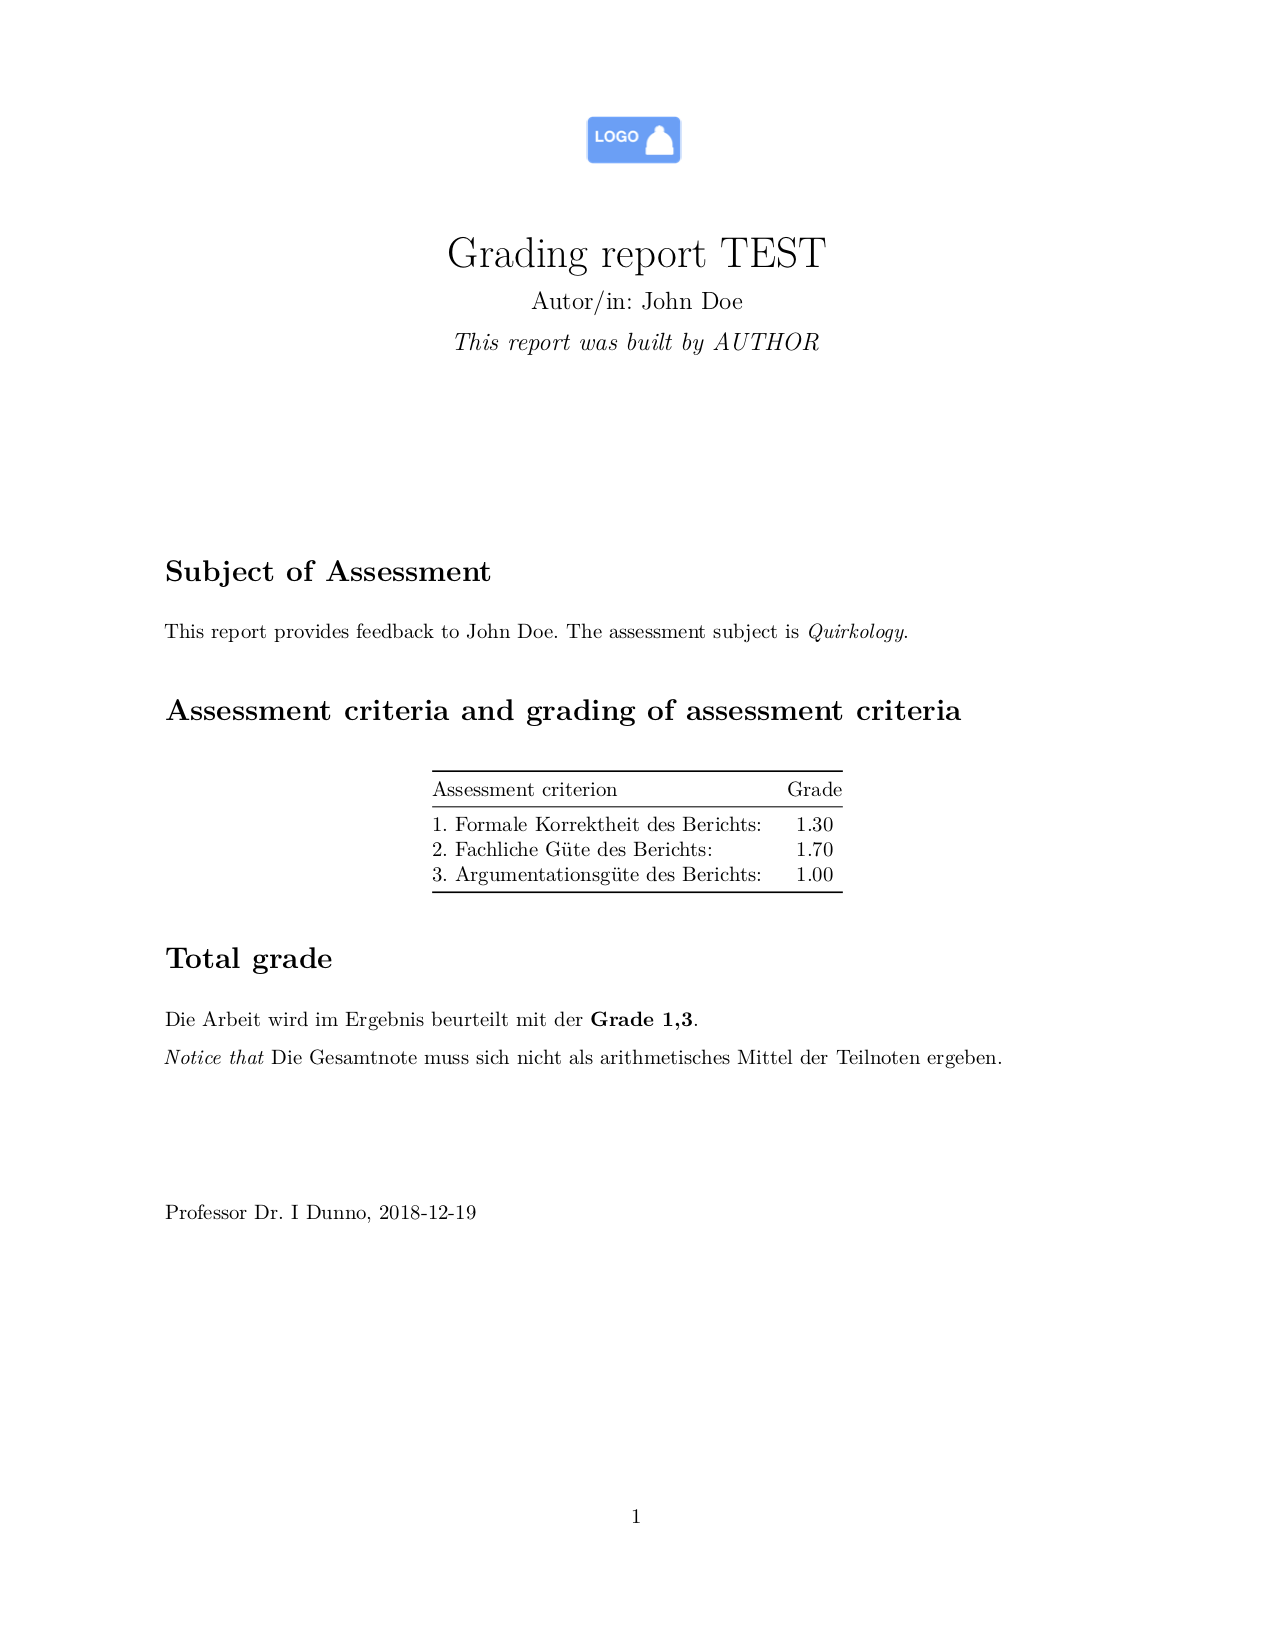 LOGO
Grading report TEST
Autor/in: John Doe
This report was built by AUTHOR
Subject of Assessment
This report provides feedback to John Doe. The assessment subject is Quirkology.
Assessment criteria and grading of assessment criteria
Assessment criterion Grade
1. Formale Korrektheit des Berichts: 1.30
2. Fachliche Güte des Berichts: 1.70
3. Argumentationsgüte des Berichts: 1.00
Total grade
Die Arbeit wird im Ergebnis beurteilt mit der Grade 1,3.
Notice that Die Gesamtnote muss sich nicht als arithmetisches Mittel der Teilnoten ergeben.
Professor Dr. I Dunno, 2018-12-19
1